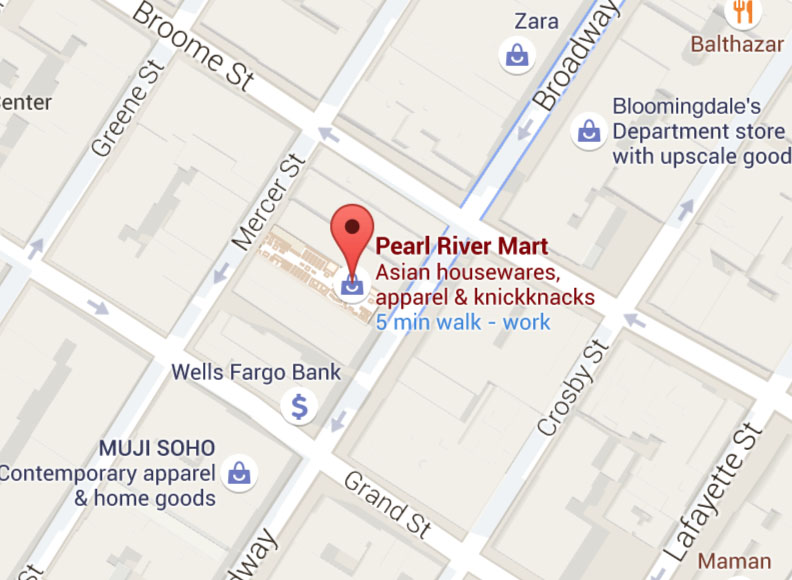 Broome St
Zara
Broadway
Balthazar
Center
Greene St
Bloomingdale's
Department store
with upscale good
Mercer St
Pearl River Mart
Asian housewares,
apparel & knickknacks
5 min walk - work
Wells Fargo Bank
$
Crosby St
MUJI SOHO
Contemporary apparel
& home goods
Grand St
Lafayette St
dway
St
Maman